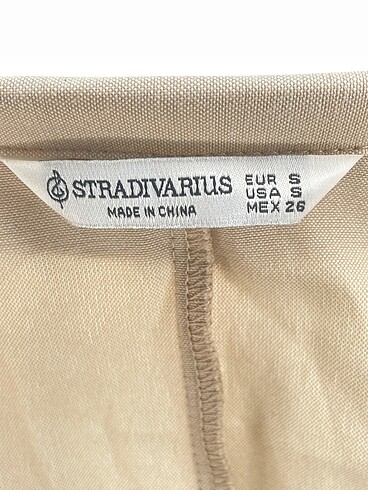 STRADIVARIUS
MADE IN CHINA
EUR S
USA S
MEX 26